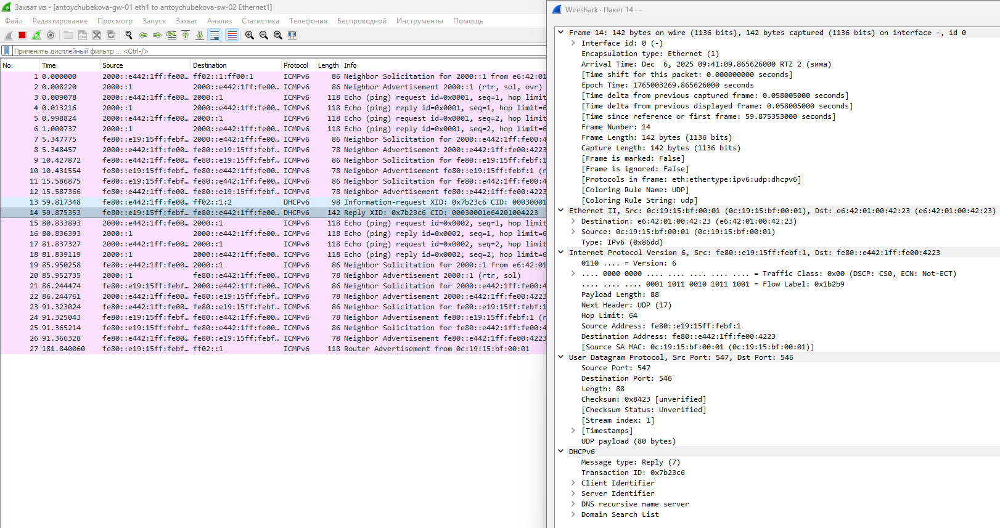 Захват из - [antoychubekova-gw-01 eth1 to antoychubekova-sw-02 Ethernet1]
Файл Редактирование Просмотр Запуск Захват Анализ Статистика Телефония Беспроводной Инструменты Помощь
Применить дисплейный фильтр ... <Ctrl-/>
No. Time Source Destination Protocol Length Info
1 0.000000 2000::e442:1ff:fe00… ff02::1:ff00:1 ICMPv6 86 Neighbor Solicitation for 2000::1 from e6:42:01
2 0.008220 2000::1 2000::e442:1ff:fe00… ICMPv6 86 Neighbor Advertisement 2000::1 (rtr, sol, ovr)
3 0.009078 2000::e442:1ff:fe00… 2000::1 ICMPv6 118 Echo (ping) request id=0x0001, seq=1, hop limit
4 0.013216 2000::1 2000::e442:1ff:fe00… ICMPv6 118 Echo (ping) reply id=0x0001, seq=1, hop limit=6
5 0.998824 2000::e442:1ff:fe00… 2000::1 ICMPv6 118 Echo (ping) request id=0x0001, seq=2, hop limit
6 1.000737 2000::1 2000::e442:1ff:fe00… ICMPv6 118 Echo (ping) reply id=0x0001, seq=2, hop limit=6
7 5.347775 fe80::e19:15ff:febf… 2000::e442:1ff:fe00… ICMPv6 86 Neighbor Solicitation for 2000::e442:1ff:fe00:4
8 5.348457 2000::e442:1ff:fe00… fe80::e19:15ff:febf… ICMPv6 78 Neighbor Advertisement 2000::e442:1ff:fe00:4223
9 10.427872 fe80::e442:1ff:fe00… fe80::e19:15ff:febf… ICMPv6 86 Neighbor Solicitation for fe80::e19:15ff:febf:1
10 10.431554 fe80::e19:15ff:febf… fe80::e442:1ff:fe00… ICMPv6 78 Neighbor Advertisement fe80::e19:15ff:febf:1 (r
11 15.586875 fe80::e19:15ff:febf… fe80::e442:1ff:fe00… ICMPv6 86 Neighbor Solicitation for fe80::e442:1ff:fe00:4
12 15.587366 fe80::e442:1ff:fe00… fe80::e19:15ff:febf… ICMPv6 78 Neighbor Advertisement fe80::e442:1ff:fe00:4223
13 59.817348 fe80::e442:1ff:fe00… ff02::1:2 DHCPv6 98 Information-request XID: 0x7b23c6 CID: 00030001
14 59.875353 fe80::e19:15ff:febf… fe80::e442:1ff:fe00… DHCPv6 142 Reply XID: 0x7b23c6 CID: 00030001e64201004223
15 80.833893 fe80::e442:1ff:fe00… 2000::1 ICMPv6 118 Echo (ping) request id=0x0002, seq=1, hop limit
16 80.836393 2000::1 fe80::e442:1ff:fe00… ICMPv6 118 Echo (ping) reply id=0x0002, seq=1, hop limit=6
17 81.837327 fe80::e442:1ff:fe00… 2000::1 ICMPv6 118 Echo (ping) request id=0x0002, seq=2, hop limit
18 81.839119 2000::1 fe80::e442:1ff:fe00… ICMPv6 118 Echo (ping) reply id=0x0002, seq=2, hop limit=6
19 85.950258 fe80::e442:1ff:fe00… 2000::1 ICMPv6 86 Neighbor Solicitation for 2000::1 from e6:42:01
20 85.952735 2000::1 fe80::e442:1ff:fe00… ICMPv6 78 Neighbor Advertisement 2000::1 (rtr, sol)
21 86.244474 fe80::e19:15ff:febf… 2000::e442:1ff:fe00… ICMPv6 86 Neighbor Solicitation for 2000::e442:1ff:fe00:4
22 86.244761 2000::e442:1ff:fe00… fe80::e19:15ff:febf… ICMPv6 78 Neighbor Advertisement 2000::e442:1ff:fe00:4223
23 91.323024 fe80::e442:1ff:fe00… fe80::e19:15ff:febf… ICMPv6 86 Neighbor Solicitation for fe80::e19:15ff:febf:1
24 91.325043 fe80::e19:15ff:febf… fe80::e442:1ff:fe00… ICMPv6 78 Neighbor Advertisement fe80::e19:15ff:febf:1 (r
25 91.365214 fe80::e19:15ff:febf… fe80::e442:1ff:fe00… ICMPv6 86 Neighbor Solicitation for fe80::e442:1ff:fe00:4
26 91.366328 fe80::e442:1ff:fe00… fe80::e19:15ff:febf… ICMPv6 78 Neighbor Advertisement fe80::e442:1ff:fe00:4223
27 181.840060 fe80::e19:15ff:febf… ff02::1 ICMPv6 118 Router Advertisement from 0c:19:15:bf:00:01
Wireshark · Пакет 14 · -
Frame 14: 142 bytes on wire (1136 bits), 142 bytes captured (1136 bits) on interface -, id 0
Interface id: 0 (-)
Encapsulation type: Ethernet (1)
Arrival Time: Dec 6, 2025 09:41:09.865626000 RTZ 2 (зима)
[Time shift for this packet: 0.000000000 seconds]
Epoch Time: 1765003269.865626000 seconds
[Time delta from previous captured frame: 0.058005000 seconds]
[Time delta from previous displayed frame: 0.058005000 seconds]
[Time since reference or first frame: 59.875353000 seconds]
Frame Number: 14
Frame Length: 142 bytes (1136 bits)
Capture Length: 142 bytes (1136 bits)
[Frame is marked: False]
[Frame is ignored: False]
[Protocols in frame: eth:ethertype:ipv6:udp:dhcpv6]
[Coloring Rule Name: UDP]
[Coloring Rule String: udp]
Ethernet II, Src: 0c:19:15:bf:00:01 (0c:19:15:bf:00:01), Dst: e6:42:01:00:42:23 (e6:42:01:00:42:23)
Destination: e6:42:01:00:42:23 (e6:42:01:00:42:23)
Source: 0c:19:15:bf:00:01 (0c:19:15:bf:00:01)
Type: IPv6 (0x86dd)
Internet Protocol Version 6, Src: fe80::e19:15ff:febf:1, Dst: fe80::e442:1ff:fe00:4223
0110 .... = Version: 6
.... 0000 0000 .... .... .... .... .... = Traffic Class: 0x00 (DSCP: CS0, ECN: Not-ECT)
.... .... .... 0001 1011 0010 1011 1001 = Flow Label: 0x1b2b9
Payload Length: 88
Next Header: UDP (17)
Hop Limit: 64
Source Address: fe80::e19:15ff:febf:1
Destination Address: fe80::e442:1ff:fe00:4223
[Source SA MAC: 0c:19:15:bf:00:01 (0c:19:15:bf:00:01)]
User Datagram Protocol, Src Port: 547, Dst Port: 546
Source Port: 547
Destination Port: 546
Length: 88
Checksum: 0x8423 [unverified]
[Checksum Status: Unverified]
[Stream index: 1]
[Timestamps]
UDP payload (80 bytes)
DHCPv6
Message type: Reply (7)
Transaction ID: 0x7b23c6
Client Identifier
Server Identifier
DNS recursive name server
Domain Search List